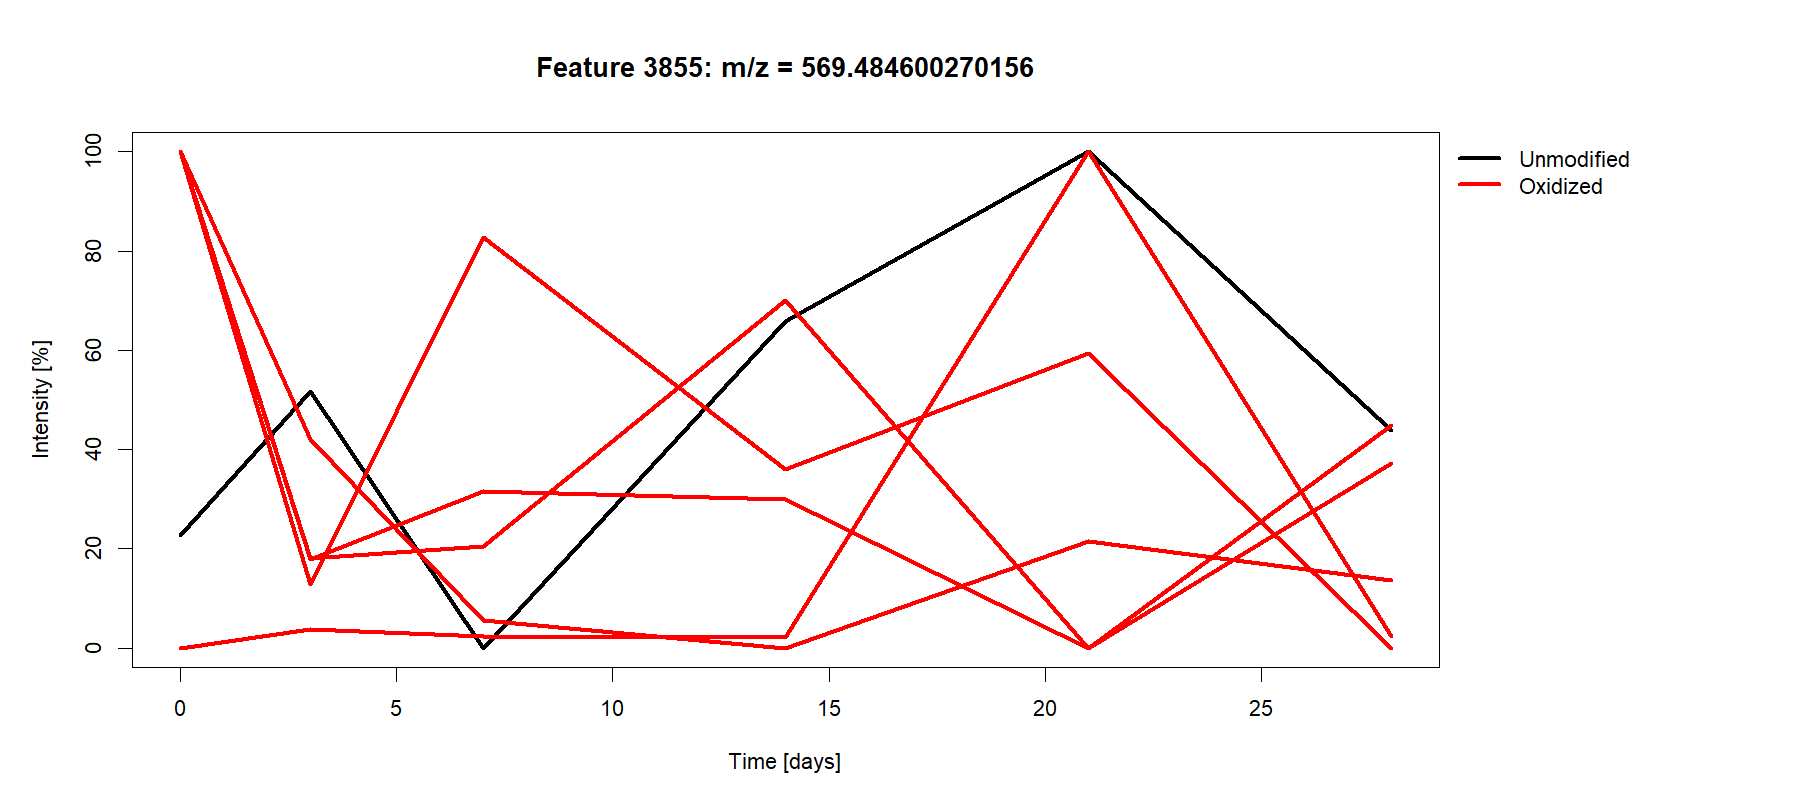 Feature 3855: m/z = 569.484600270156
Unmodified
Oxidized
Intensity [%]
100
80
60
40
20
0
0 5 10 15 20 25
Time [days]